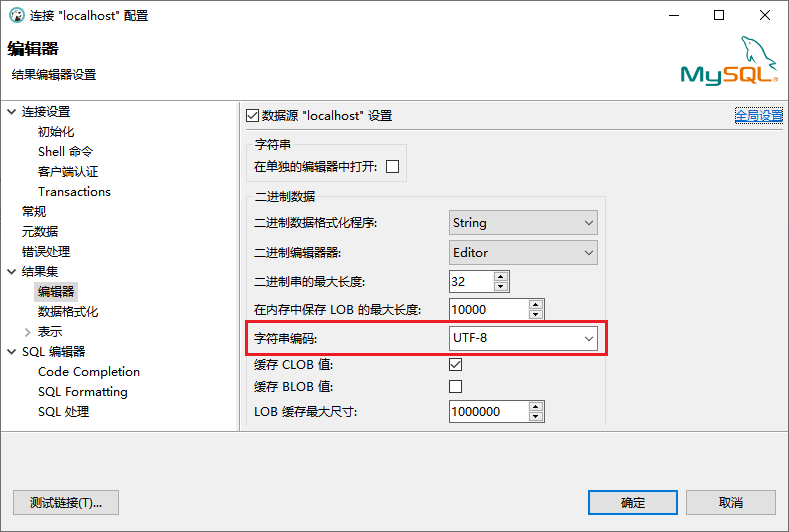 连接 "localhost" 配置
编辑器
结果编辑器设置
MySQL®
连接设置
初始化
Shell 命令
客户端认证
Transactions
常规
元数据
错误处理
结果集
编辑器
数据格式化
表示
SQL 编辑器
Code Completion
SQL Formatting
SQL 处理
数据源 "localhost" 设置
全局设置
字符串
在单独的编辑器中打开:
二进制数据
二进制数据格式化程序:
String
二进制编辑器器:
Editor
二进制串的最大长度:
32
在内存中保存 LOB 的最大长度:
10000
字符串编码:
UTF-8
缓存 CLOB 值:
缓存 BLOB 值:
LOB 缓存最大尺寸:
1000000
测试链接(T)...
确定
取消